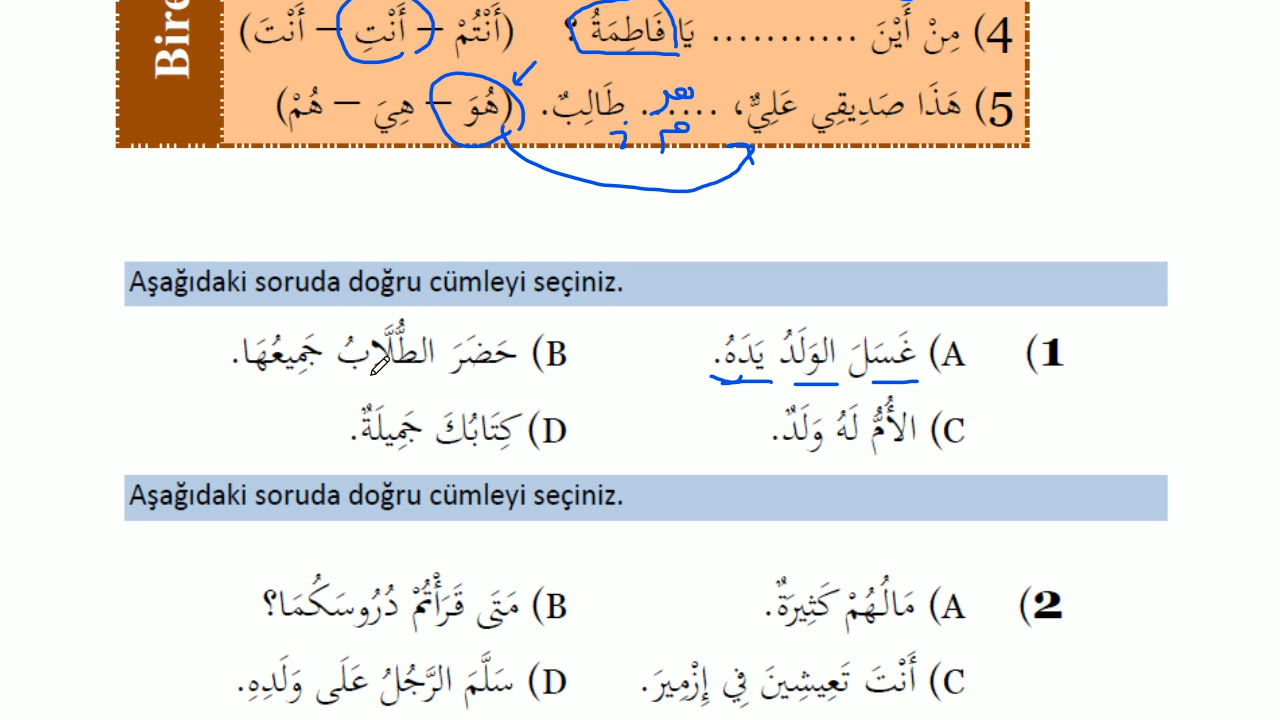 Bire
4) مِنْ أَيْنَ ........... يَا فَاطِمَةُ ؟ (أَنْتُمْ – أَنْتِ – أَنْتَ)
5) هَذَا صَدِيقِي عَلِيٌّ، ....... طَالِبٌ. (هُوَ – هِيَ – هُمْ)
Aşağıdaki soruda doğru cümleyi seçiniz.
1) A) غَسَلَ الوَلَدُ يَدَهُ. B) حَضَرَ الطُّلَّابُ جَمِيعُهَا.
C) الأُمُّ لَهُ وَلَدٌ. D) كِتَابُكَ جَمِيلَةٌ.
Aşağıdaki soruda doğru cümleyi seçiniz.
2) A) مَالُهُمْ كَثِيرَةٌ. B) مَتَى قَرَأْتُمْ دُرُوسَكُمَا؟
C) أَنْتَ تَعِيشِينَ فِي إِزْمِيرَ. D) سَلَّمَ الرَّجُلُ عَلَى وَلَدِهِ.